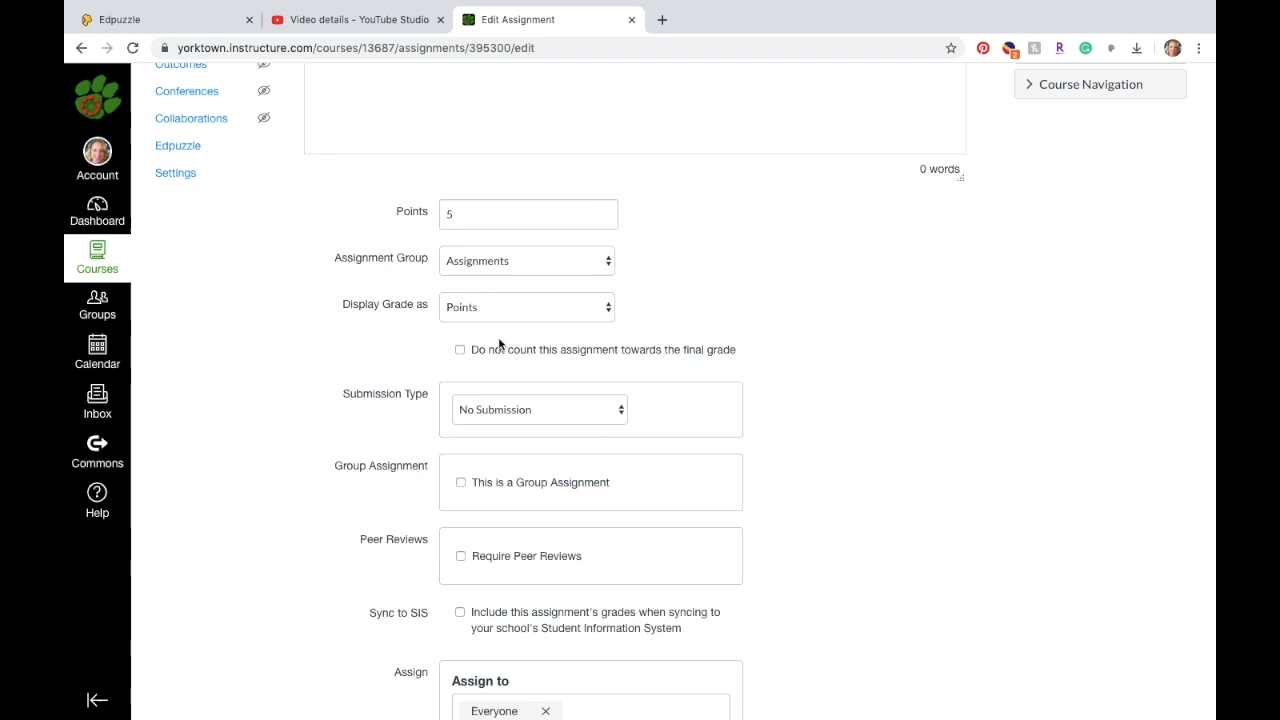 Edpuzzle
Video details - YouTube Studio
Edit Assignment
yorktown.instructure.com/courses/13687/assignments/395300/edit
Outcomes
Conferences
Collaborations
Edpuzzle
Settings
Account
Dashboard
Courses
Groups
Calendar
Inbox
Commons
Help
Course Navigation
0 words
Points
5
Assignment Group
Assignments
Display Grade as
Points
Do not count this assignment towards the final grade
Submission Type
No Submission
Group Assignment
This is a Group Assignment
Peer Reviews
Require Peer Reviews
Sync to SIS
Include this assignment's grades when syncing to
your school's Student Information System
Assign
Assign to
Everyone